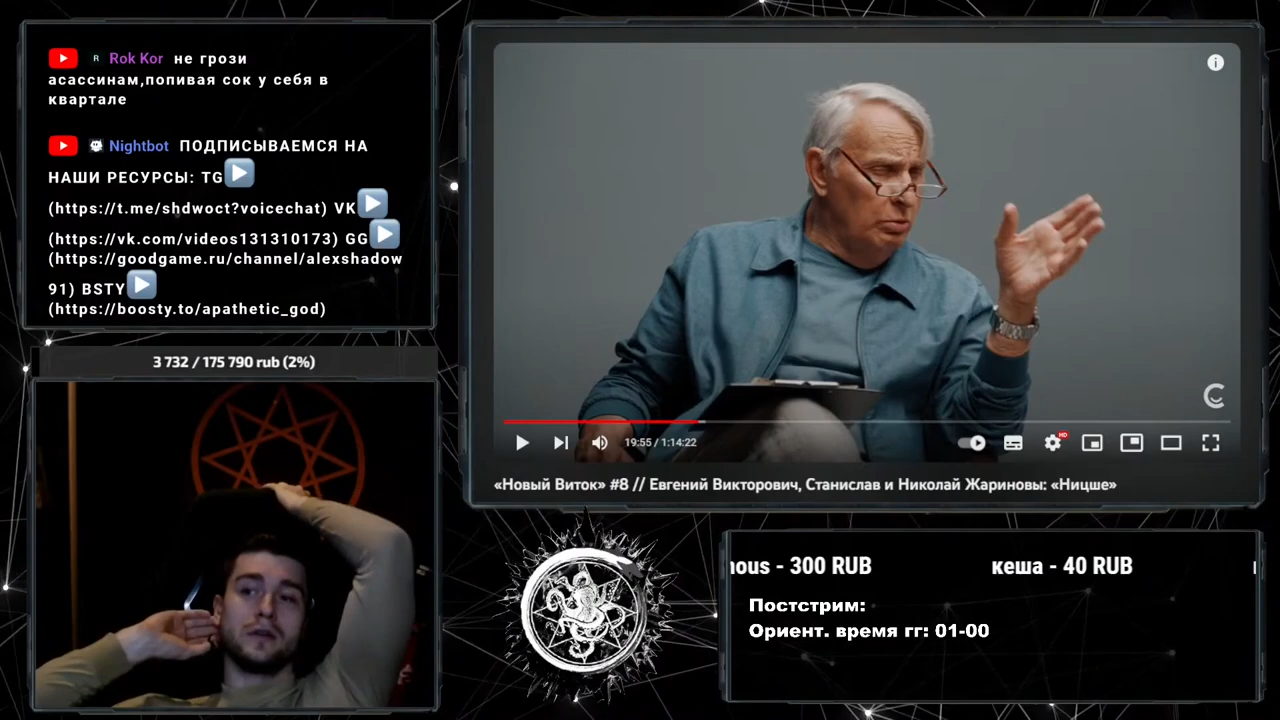 R Rok Kor не грози
асассинам,попивая сок у себя в
квартале
Nightbot ПОДПИСЫВАЕМСЯ НА
НАШИ РЕСУРСЫ: TG
(https://t.me/shdwoct?voicechat) VK
(https://vk.com/videos131310173) GG
(https://goodgame.ru/channel/alexshadow
91) BSTY
(https://boosty.to/apathetic_god)
3 732 / 175 790 rub (2%)
19:55 / 1:14:22
HD
«Новый Виток» #8 // Евгений Викторович, Станислав и Николай Жариновы: «Ницше»
nous - 300 RUB кеша - 40 RUB
Постстрим:
Ориент. время гг: 01-00